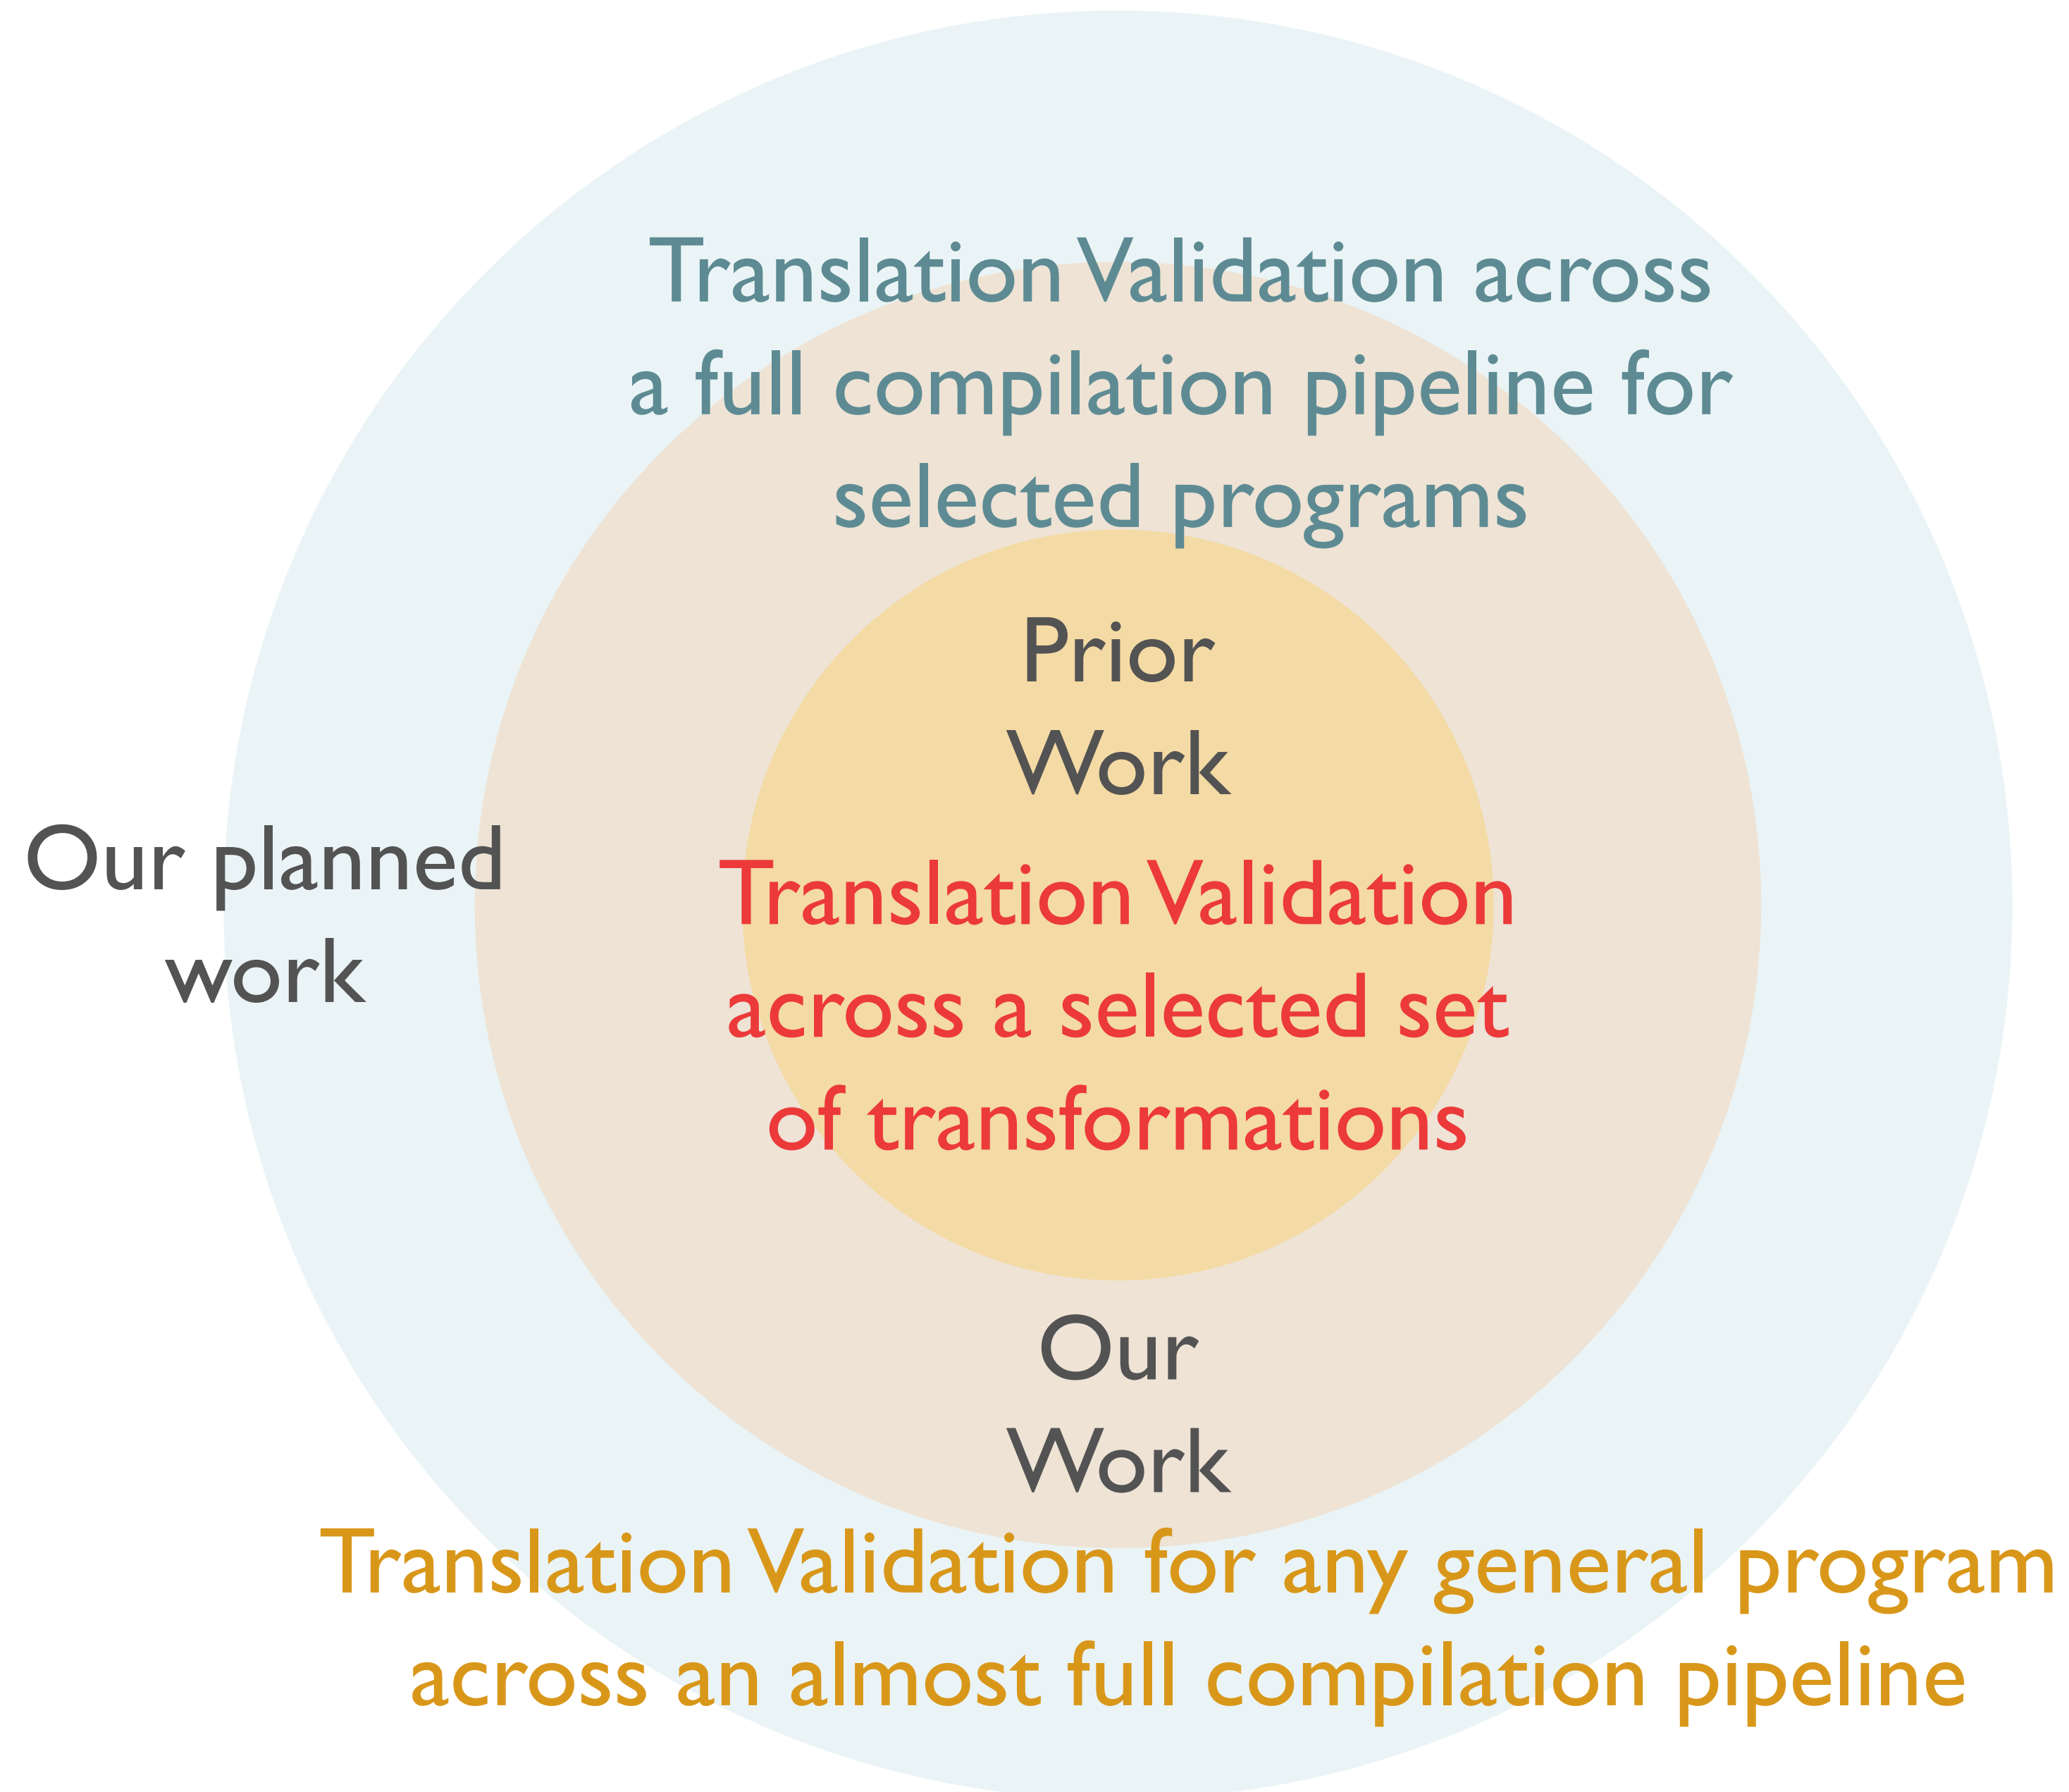 Translation Validation across
a full compilation pipeline for
selected programs
Prior
Work
Our planned
work
Translation Validation
across a selected set
of transformations
Our
Work
Translation Validation for any general program
across an almost full compilation pipeline